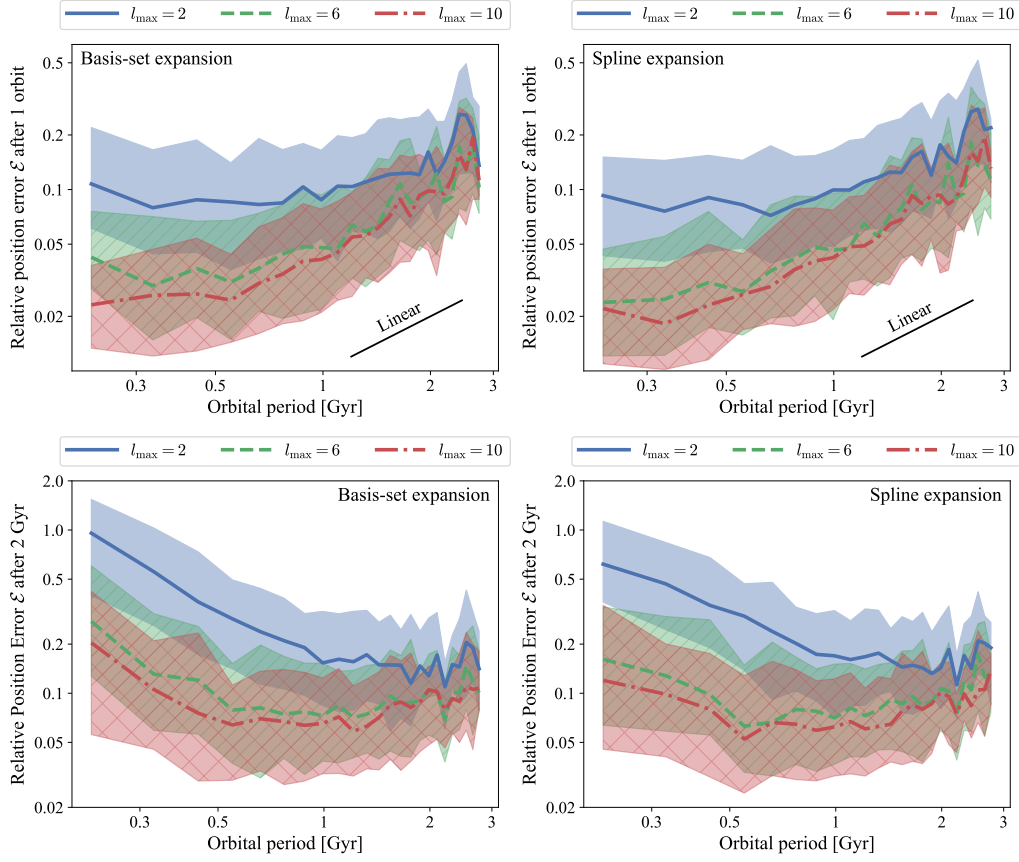 l_max = 2 l_max = 6 l_max = 10
l_max = 2 l_max = 6 l_max = 10
Basis-set expansion
Relative position error ℰ after 1 orbit
0.5
0.2
0.1
0.05
0.02
Linear
0.3 0.5 1 2 3
Orbital period [Gyr]
Spline expansion
Relative position error ℰ after 1 orbit
0.5
0.2
0.1
0.05
0.02
Linear
0.3 0.5 1 2 3
Orbital period [Gyr]
l_max = 2 l_max = 6 l_max = 10
l_max = 2 l_max = 6 l_max = 10
Basis-set expansion
Relative Position Error ℰ after 2 Gyr
2.0
1.0
0.5
0.2
0.1
0.05
0.02
0.3 0.5 1 2 3
Orbital period [Gyr]
Spline expansion
Relative Position Error ℰ after 2 Gyr
2.0
1.0
0.5
0.2
0.1
0.05
0.02
0.3 0.5 1 2 3
Orbital period [Gyr]